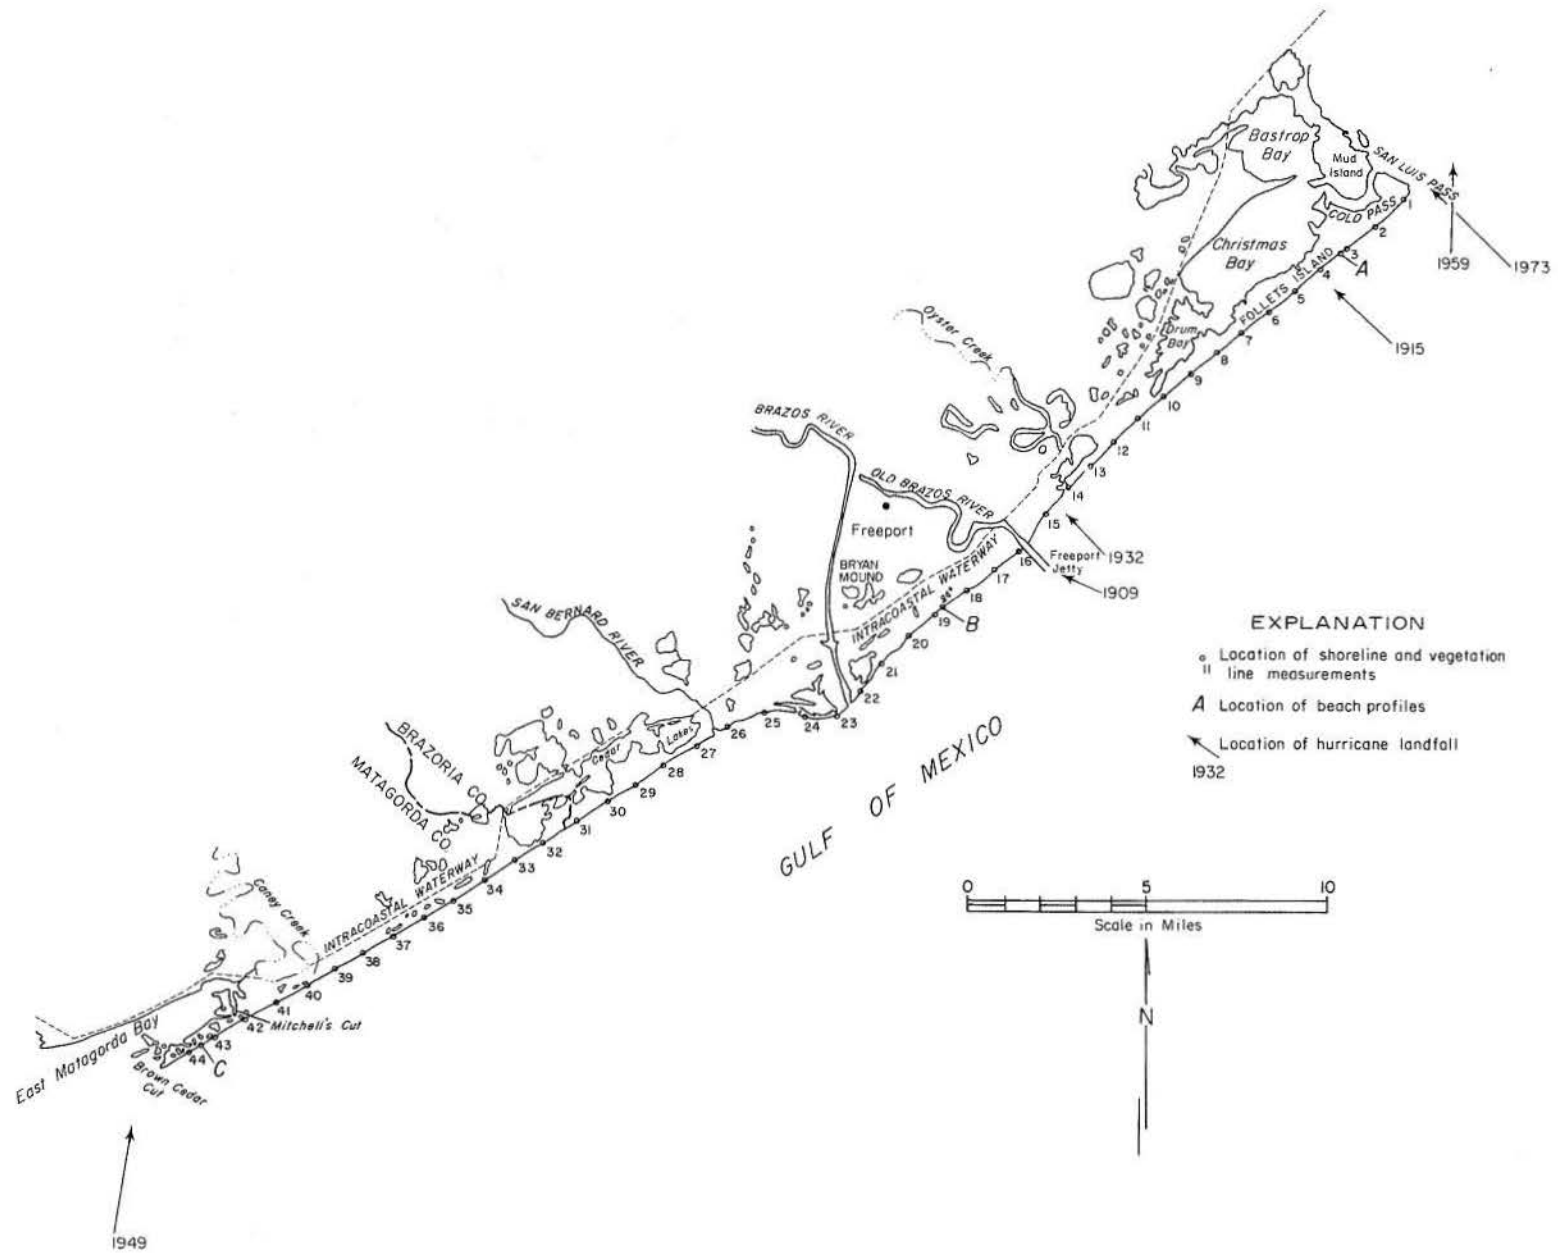 Bastrop
Bay
Mud
Island
SAN LUIS PASS
COLD PASS
1
2
3
A
4
1959
1973
Christmas
Bay
FOLLETS ISLAND
5
6
7
1915
Drum
Bay
8
9
10
11
12
13
14
15
Oyster Creek
BRAZOS RIVER
OLD BRAZOS RIVER
Freeport
1932
Freeport
Jetty
1909
BRYAN
MOUND
INTRACOASTAL WATERWAY
16
17
18
19
B
20
21
22
23
24
25
26
27
SAN BERNARD RIVER
Cedar Lakes
28
29
30
31
32
33
34
35
36
37
38
39
40
41
42
43
44
BRAZORIA CO
MATAGORDA CO
INTRACOASTAL WATERWAY
Caney Creek
Mitchell's Cut
C
East Matagorda Bay
Brown Cedar
Cut
1949
GULF OF MEXICO
EXPLANATION
11 Location of shoreline and vegetation
line measurements
A Location of beach profiles
Location of hurricane landfall
1932
0 5 10
Scale in Miles
N